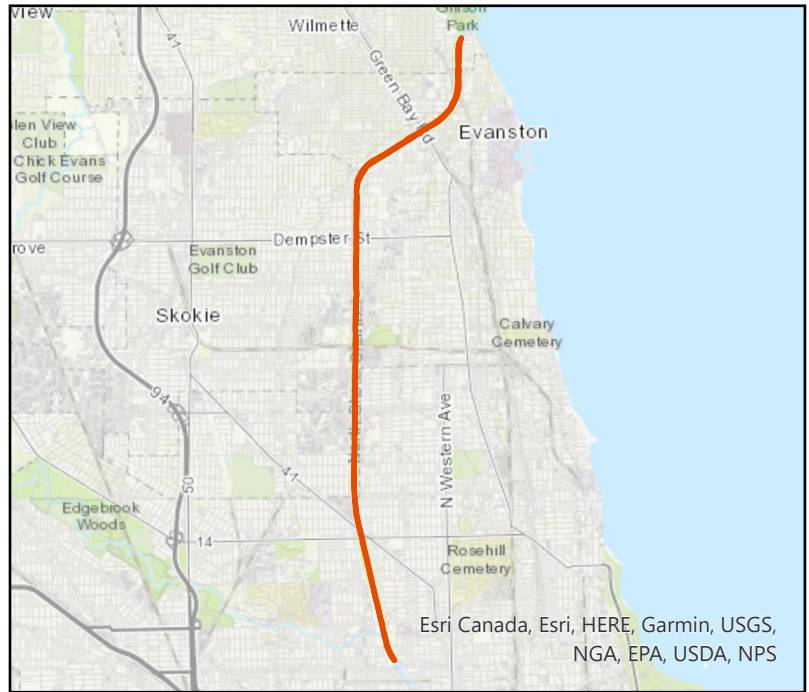 view
Wilmette
Gillson
Park
41
Green Bay Rd
Evanston
len View
Club
Chick Evans
Golf Course
rove
Dempster St
Evanston
Golf Club
Skokie
Calvary
Cemetery
94
N Western Ave
41
50
Edgebrook
Woods
14
Rosehill
Cemetery
Esri Canada, Esri, HERE, Garmin, USGS,
NGA, EPA, USDA, NPS